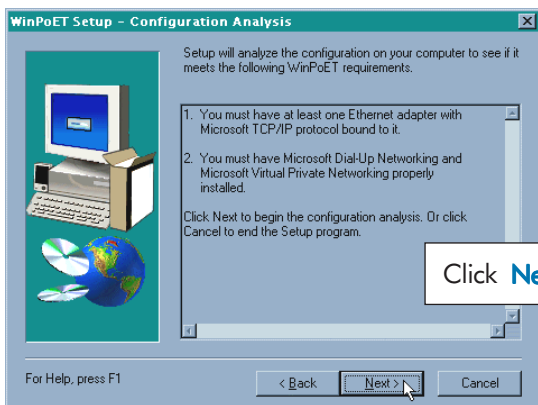 WinPoET Setup - Configuration Analysis
Setup will analyze the configuration on your computer to see if it
meets the following WinPoET requirements.
1. You must have at least one Ethernet adapter with
Microsoft TCP/IP protocol bound to it.
2. You must have Microsoft Dial-Up Networking and
Microsoft Virtual Private Networking properly
installed.
Click Next to begin the configuration analysis. Or click
Cancel to end the Setup program.
Click Ne
For Help, press F1
< Back
Next >
Cancel